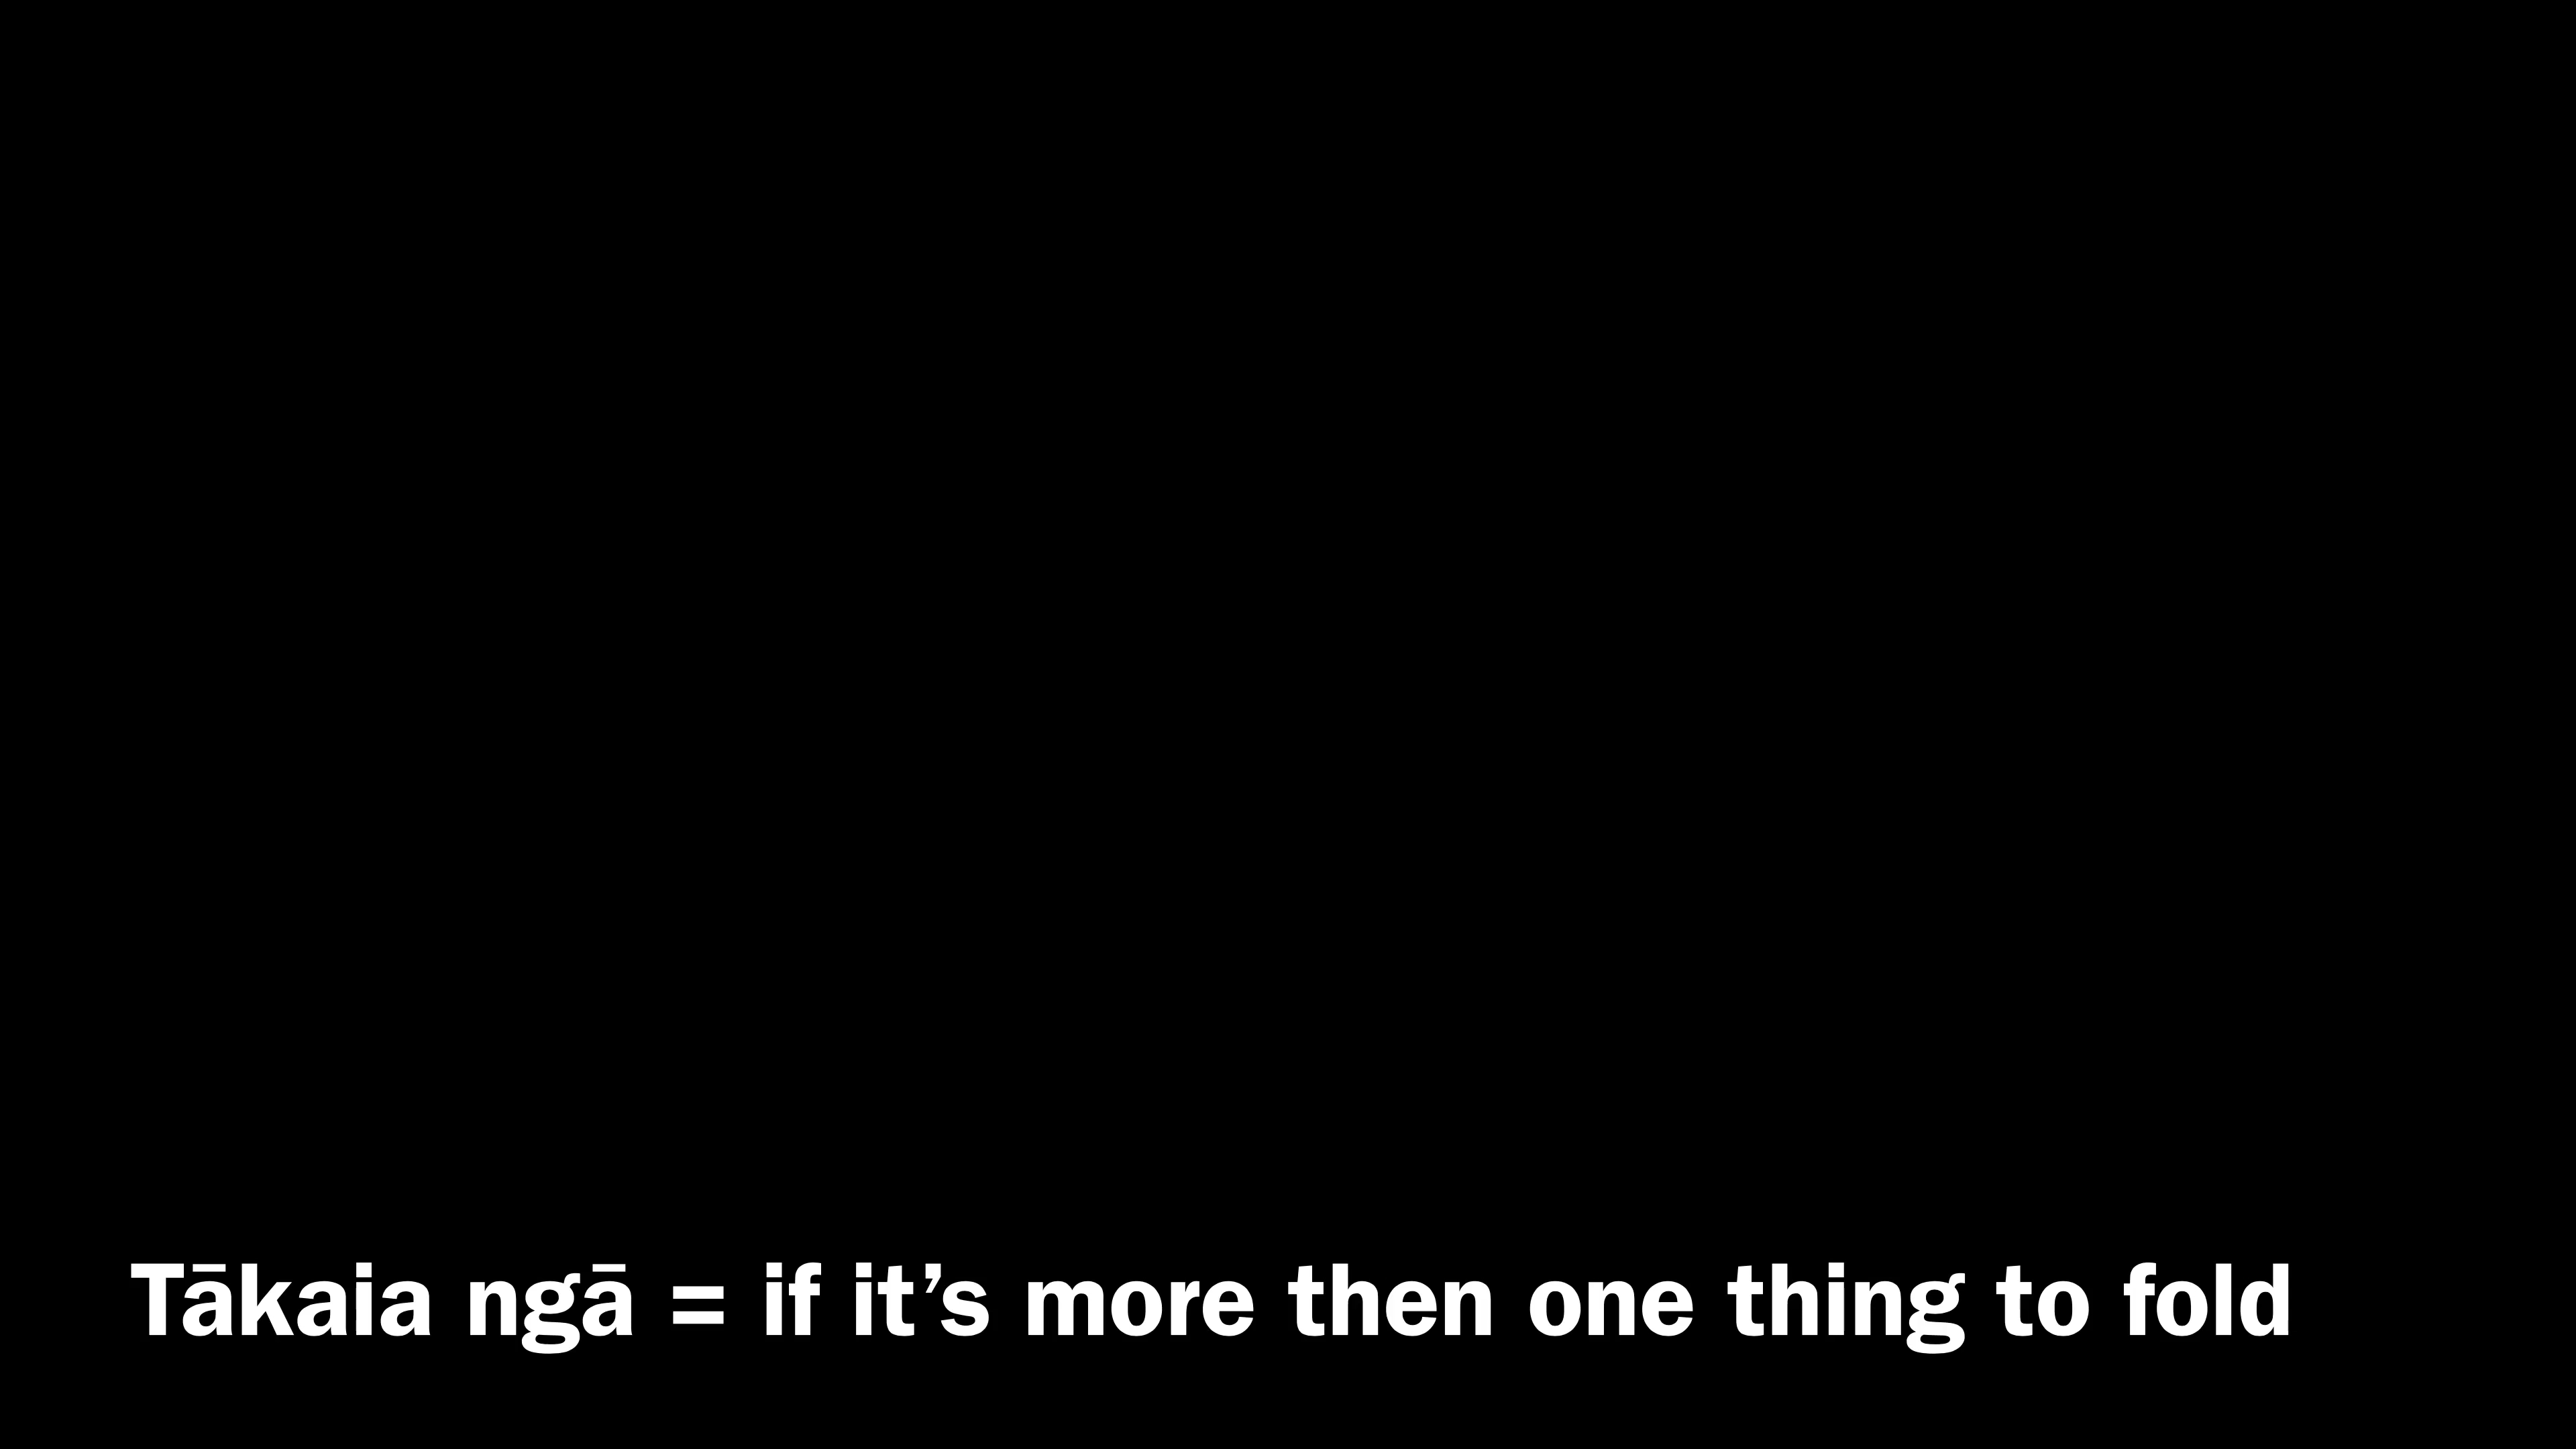 Tākaia ngā = if it’s more then one thing to fold